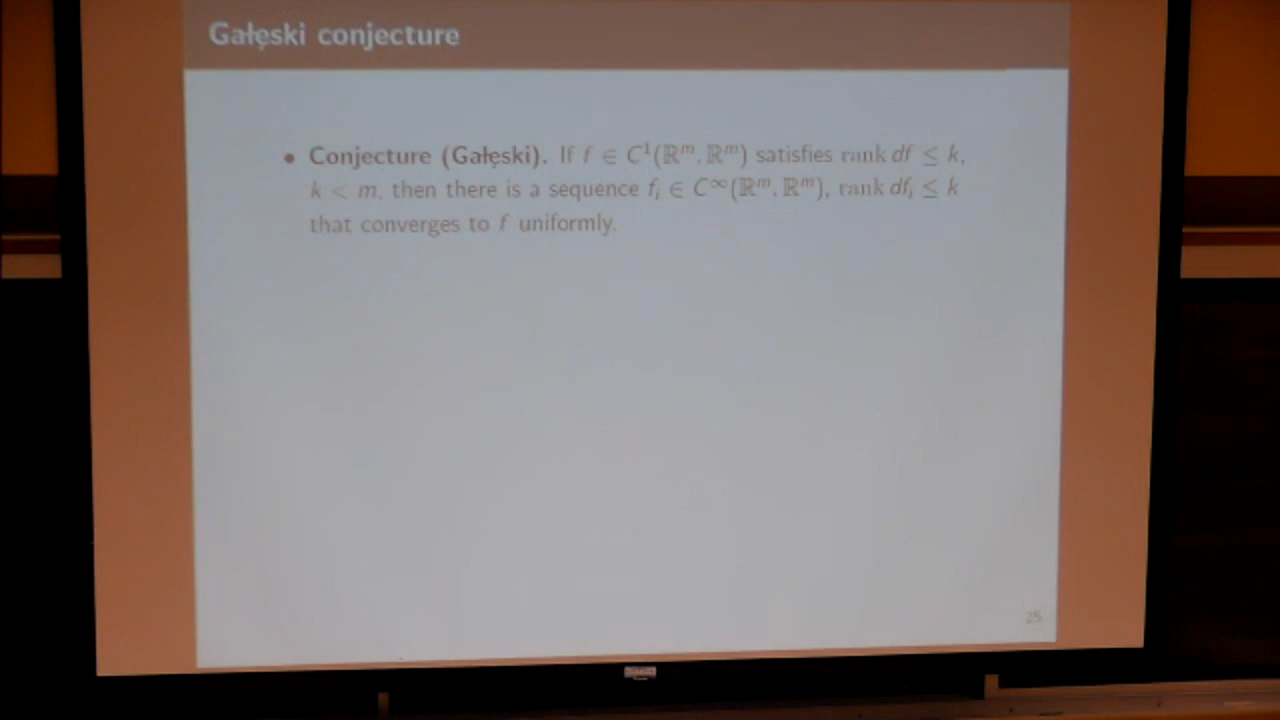 Gałęski conjecture
• Conjecture (Gałęski). If f ∈ C¹(ℝᵐ, ℝᵐ) satisfies rank df ≤ k,
k < m, then there is a sequence fᵢ ∈ C^∞(ℝᵐ, ℝᵐ), rank dfᵢ ≤ k
that converges to f uniformly.
25